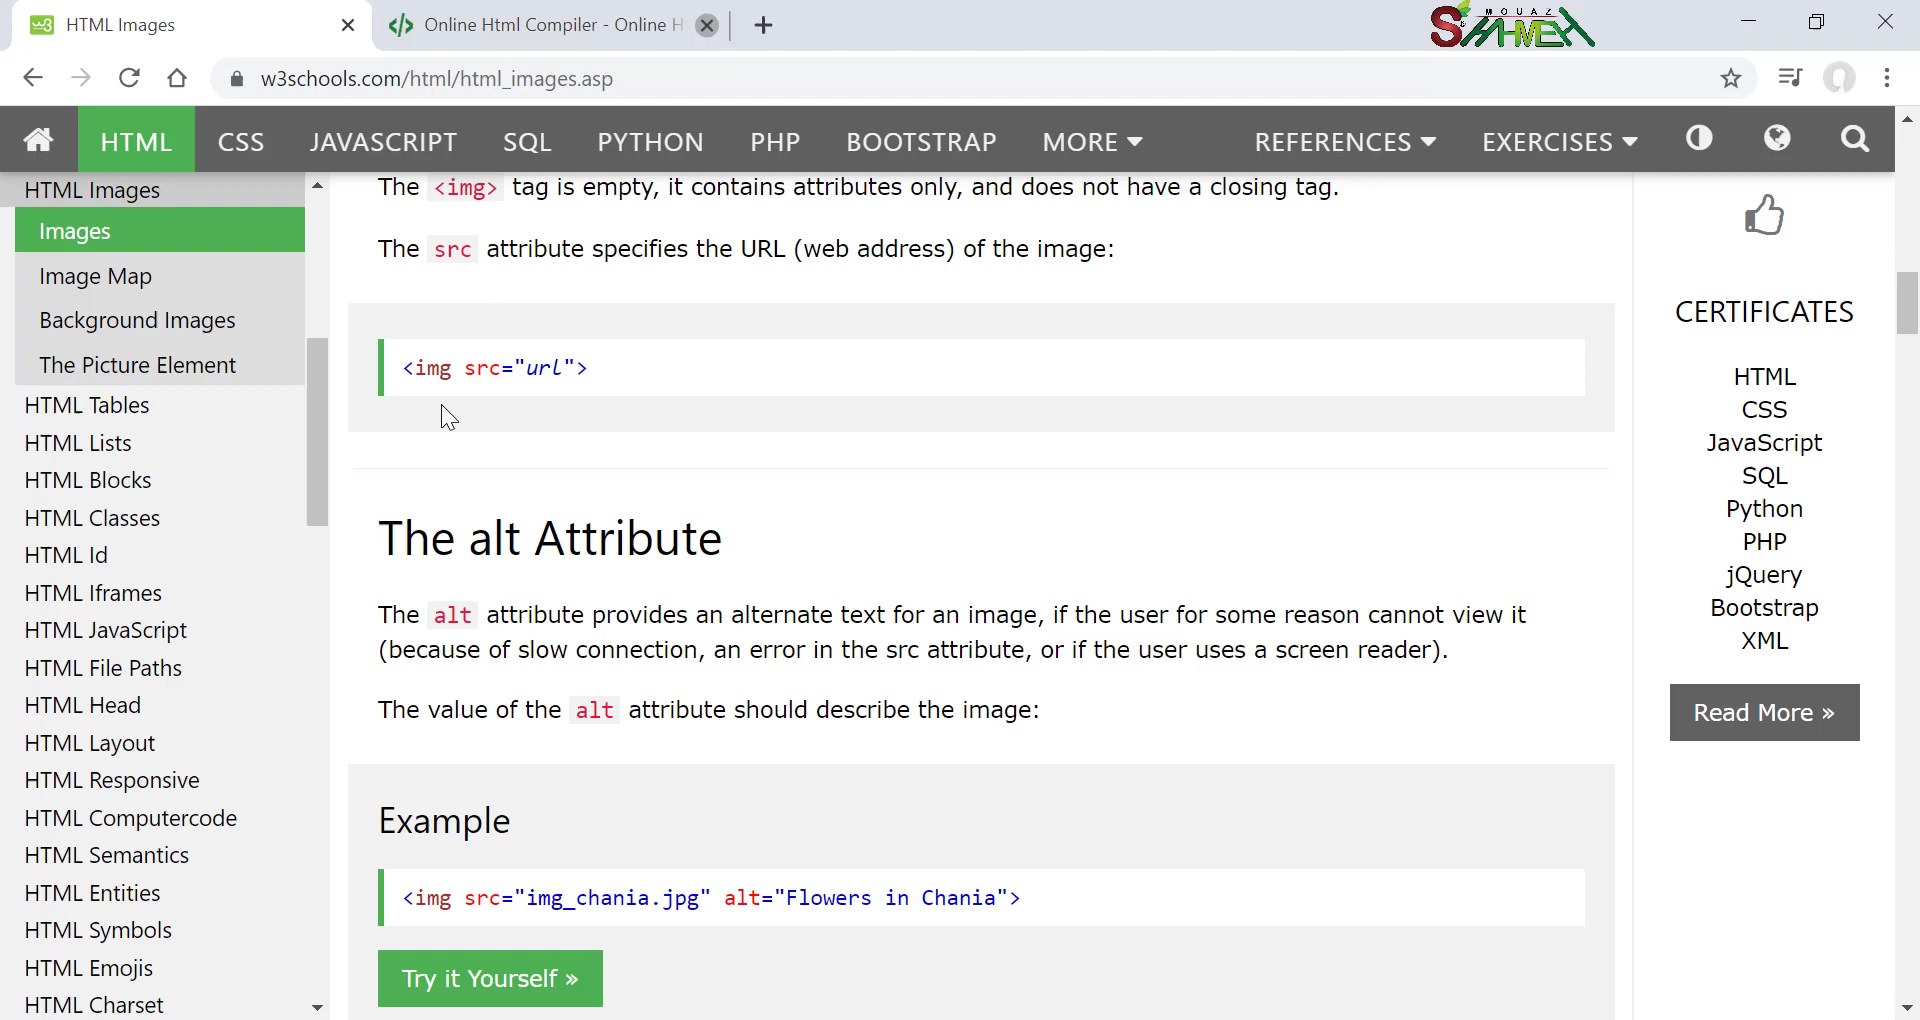 HTML Images
Online Html Compiler - Online H
MOUAZ
w3schools.com/html/html_images.asp
HTML CSS JAVASCRIPT SQL PYTHON PHP BOOTSTRAP MORE REFERENCES EXERCISES
HTML Images
Images
Image Map
Background Images
The Picture Element
HTML Tables
HTML Lists
HTML Blocks
HTML Classes
HTML Id
HTML Iframes
HTML JavaScript
HTML File Paths
HTML Head
HTML Layout
HTML Responsive
HTML Computercode
HTML Semantics
HTML Entities
HTML Symbols
HTML Emojis
HTML Charset
The <img> tag is empty, it contains attributes only, and does not have a closing tag.
The src attribute specifies the URL (web address) of the image:
<img src="url">
The alt Attribute
The alt attribute provides an alternate text for an image, if the user for some reason cannot view it
(because of slow connection, an error in the src attribute, or if the user uses a screen reader).
The value of the alt attribute should describe the image:
Example
<img src="img_chania.jpg" alt="Flowers in Chania">
Try it Yourself »
CERTIFICATES
HTML
CSS
JavaScript
SQL
Python
PHP
jQuery
Bootstrap
XML
Read More »